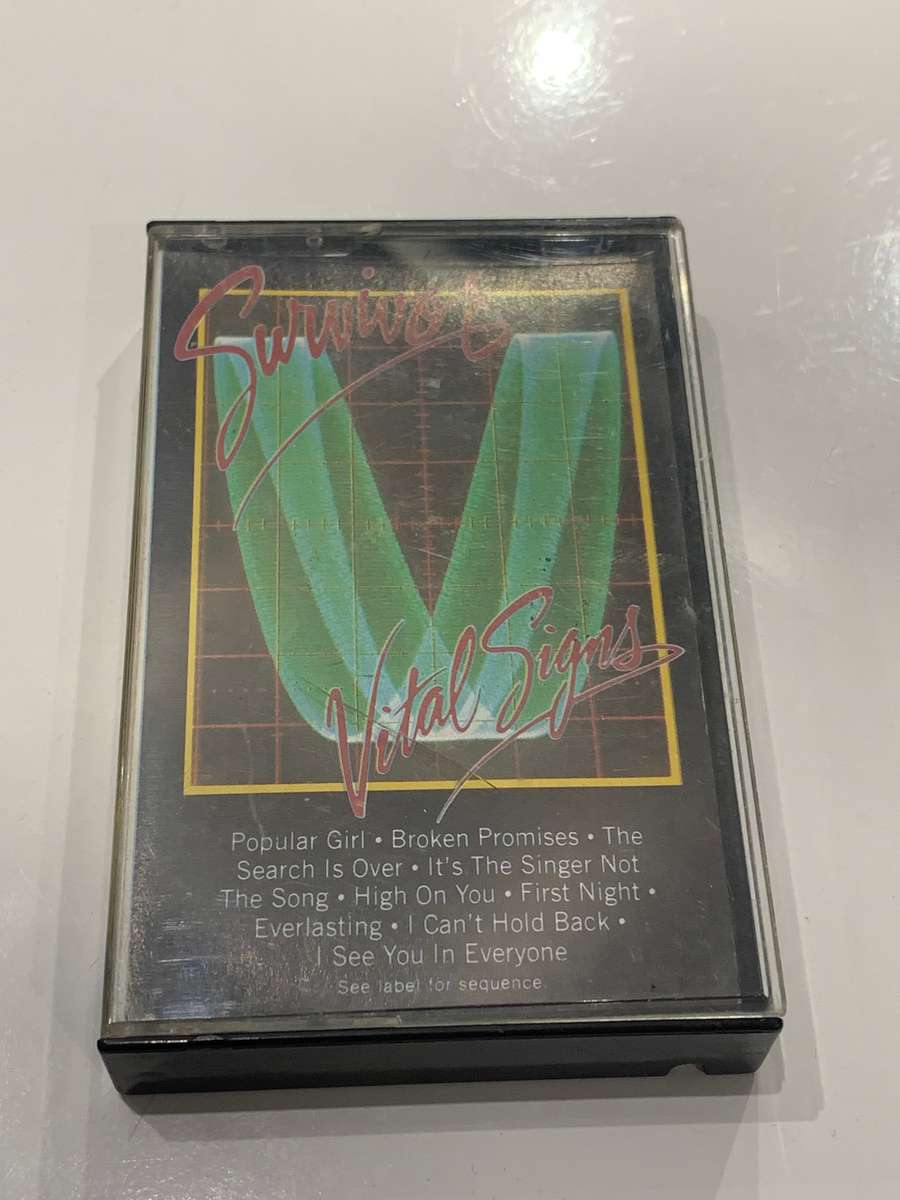 Survivor
Vital Signs
Popular Girl • Broken Promises • The
Search Is Over • It's The Singer Not
The Song • High On You • First Night •
Everlasting • I Can't Hold Back •
I See You In Everyone
See label for sequence